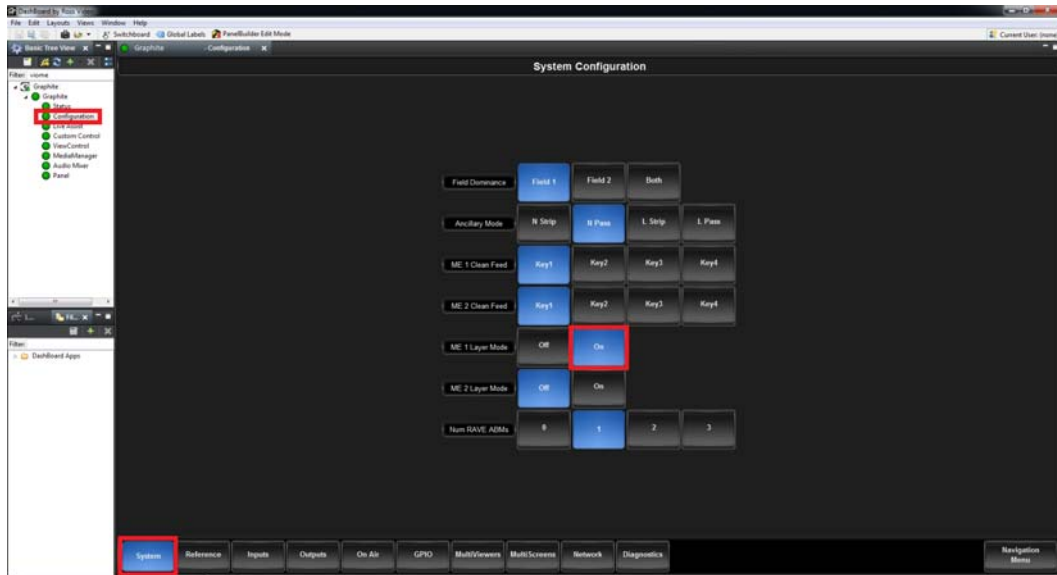 DashBoard by Ross Video
File Edit Layouts Views Window Help
Switchboard Global Labels PanelBuilder Edit Mode
Current User: (none
Basic Tree View
Graphite - Configuration
Filter: viome
System Configuration
Graphite
Graphite
Status
Configuration
Live Assist
Custom Control
ViewControl
MediaManager
Audio Mixer
Panel
Filter:
DashBoard Apps
Field Dominance Field 1 Field 2 Both
Ancillary Mode N Strip N Pass L Strip L Pass
ME 1 Clean Feed Key1 Key2 Key3 Key4
ME 2 Clean Feed Key1 Key2 Key3 Key4
ME 1 Layer Mode Off On
ME 2 Layer Mode Off On
Num RAVE ABMs 0 1 2 3
System Reference Inputs Outputs On Air GPIO MultiViewers MultiScreens Network Diagnostics
Navigation
Menu